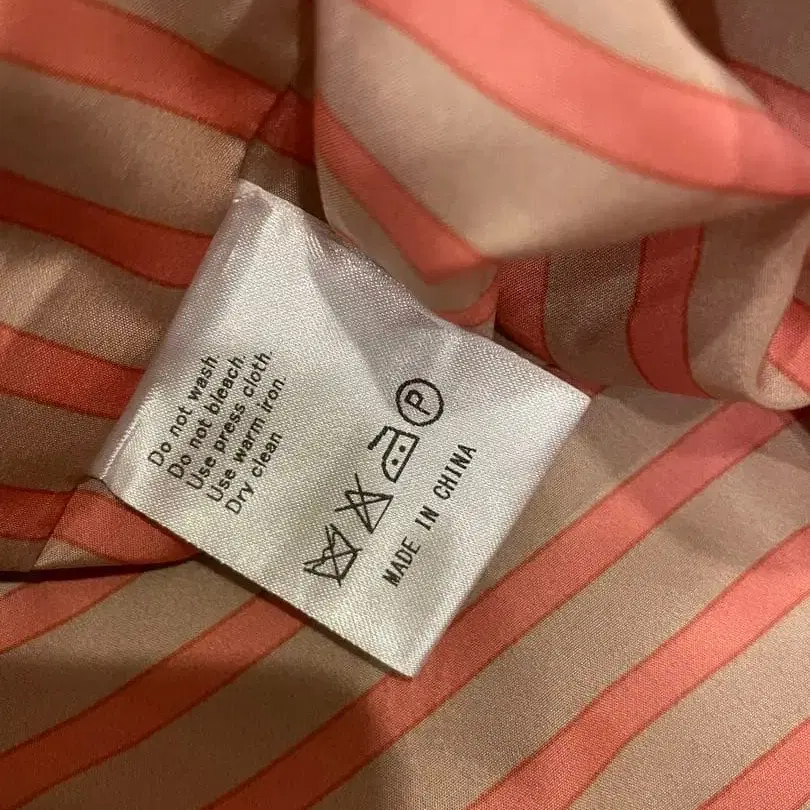 Do not wash.
Do not bleach.
Use press cloth.
Use warm iron.
Dry clean
P
MADE IN CHINA